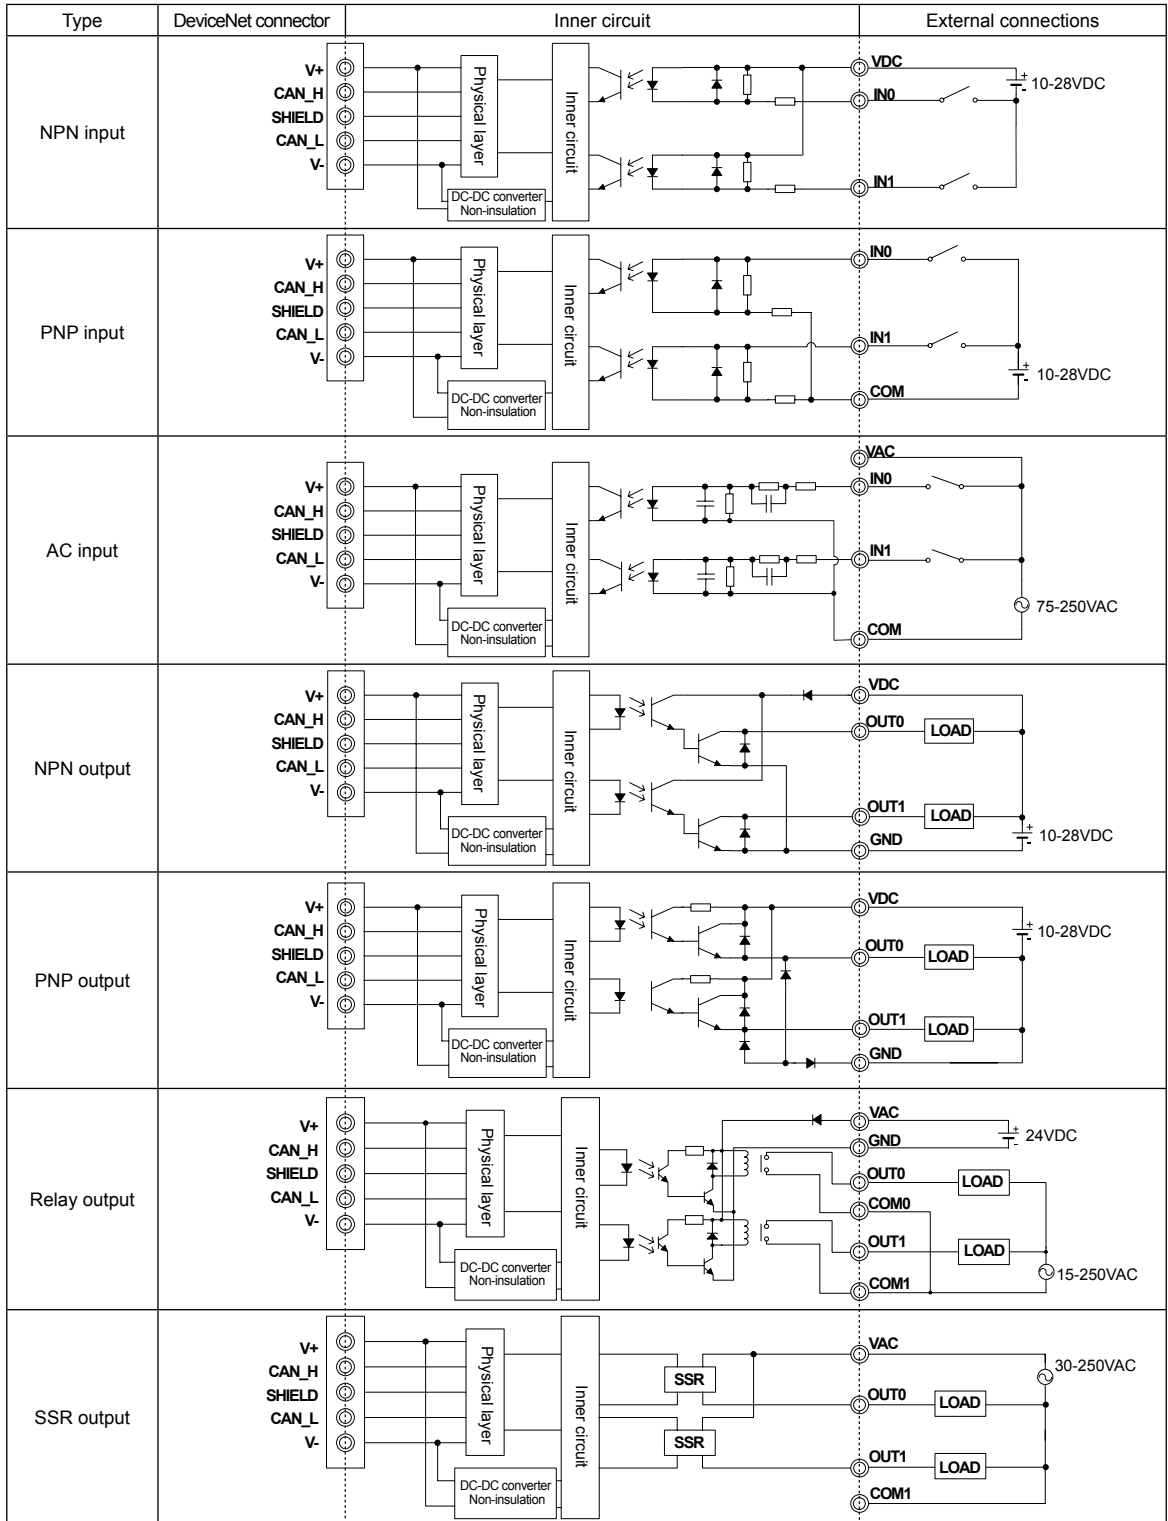 Type
DeviceNet connector
Inner circuit
External connections
NPN input
V+
CAN_H
SHIELD
CAN_L
V-
Physical layer
DC-DC converter
Non-insulation
Inner circuit
VDC
IN0
IN1
+
-
10-28VDC
PNP input
V+
CAN_H
SHIELD
CAN_L
V-
Physical layer
DC-DC converter
Non-insulation
Inner circuit
IN0
IN1
COM
+
-
10-28VDC
AC input
V+
CAN_H
SHIELD
CAN_L
V-
Physical layer
DC-DC converter
Non-insulation
Inner circuit
VAC
IN0
IN1
COM
75-250VAC
NPN output
V+
CAN_H
SHIELD
CAN_L
V-
Physical layer
DC-DC converter
Non-insulation
Inner circuit
VDC
OUT0
LOAD
OUT1
LOAD
GND
+
-
10-28VDC
PNP output
V+
CAN_H
SHIELD
CAN_L
V-
Physical layer
DC-DC converter
Non-insulation
Inner circuit
VDC
+
-
10-28VDC
OUT0
LOAD
OUT1
LOAD
GND
Relay output
V+
CAN_H
SHIELD
CAN_L
V-
Physical layer
DC-DC converter
Non-insulation
Inner circuit
VAC
+
-
24VDC
GND
OUT0
LOAD
COM0
OUT1
LOAD
COM1
15-250VAC
SSR output
V+
CAN_H
SHIELD
CAN_L
V-
Physical layer
DC-DC converter
Non-insulation
Inner circuit
SSR
SSR
VAC
30-250VAC
OUT0
LOAD
OUT1
LOAD
COM1